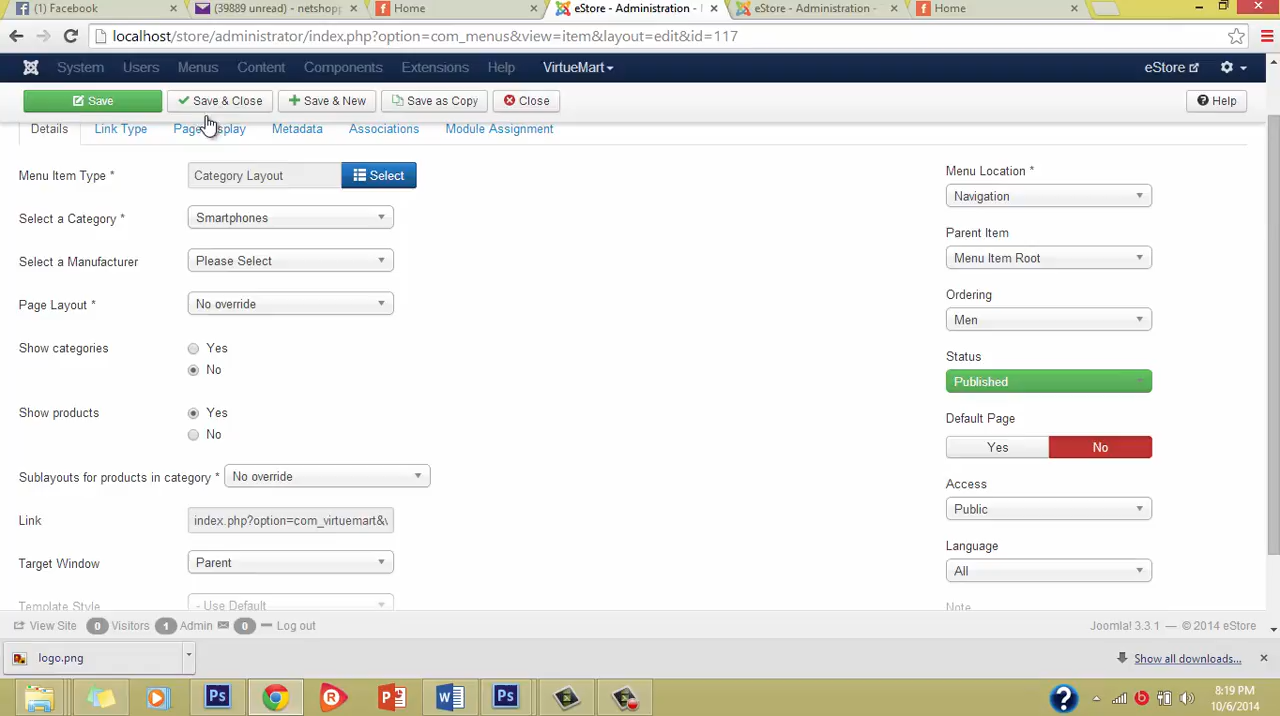 (1) Facebook
(39889 unread) - netshopp
Home
eStore - Administration -
eStore - Administration -
Home
localhost/store/administrator/index.php?option=com_menus&view=item&layout=edit&id=117
System Users Menus Content Components Extensions Help VirtueMart eStore
Save Save & Close Save & New Save as Copy Close Help
Details Link Type Page Display Metadata Associations Module Assignment
Menu Item Type * Category Layout Select
Select a Category * Smartphones
Select a Manufacturer Please Select
Page Layout * No override
Show categories Yes
No
Show products Yes
No
Sublayouts for products in category * No override
Link index.php?option=com_virtuemart&
Target Window Parent
Template Style - Use Default
Menu Location *
Navigation
Parent Item
Menu Item Root
Ordering
Men
Status
Published
Default Page
Yes No
Access
Public
Language
All
Note
View Site 0 Visitors 1 Admin 0 Log out Joomla! 3.3.1 — © 2014 eStore
logo.png Show all downloads...
8:19 PM
10/6/2014